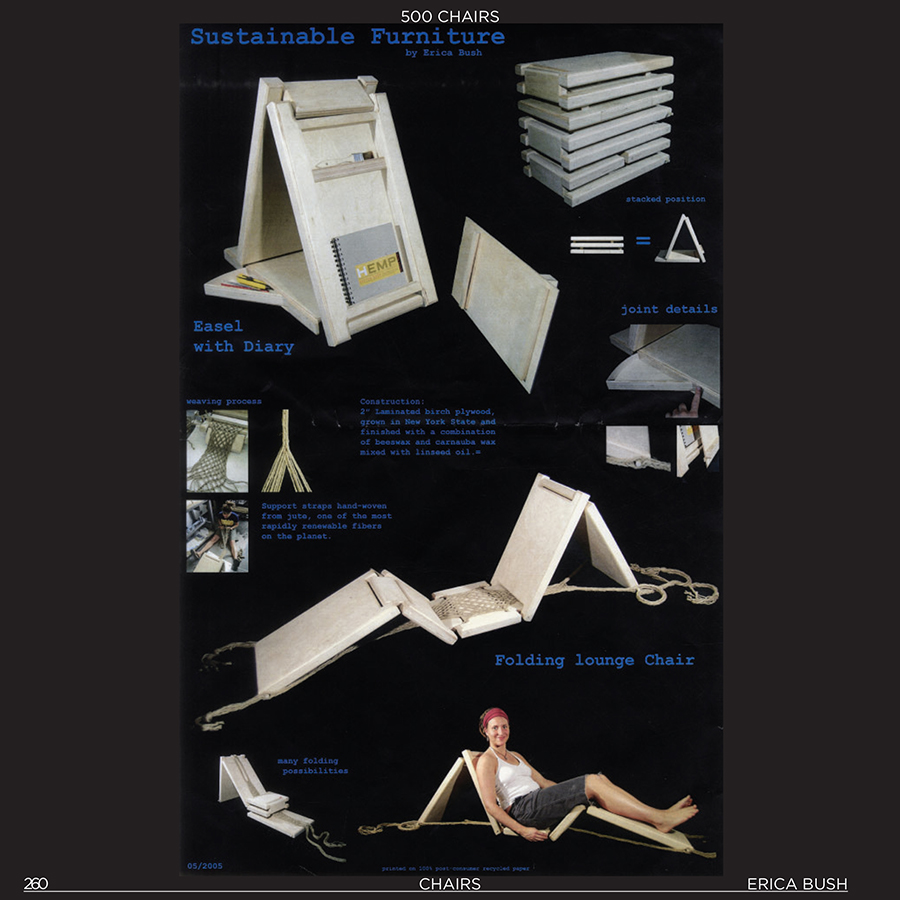 500 CHAIRS
Sustainable Furniture
by Erica Bush
stacked position
=
HEMP
joint details
Easel
with Diary
weaving process
Construction:
2" Laminated birch plywood,
grown in New York State and
finished with a combination
of beeswax and carnauba wax
mixed with linseed oil.=
Support straps hand-woven
from jute, one of the most
rapidly renewable fibers
on the planet.
Folding lounge Chair
many folding
possibilities
05/2005
printed on 100% post-consumer recycled paper
260
CHAIRS
ERICA BUSH